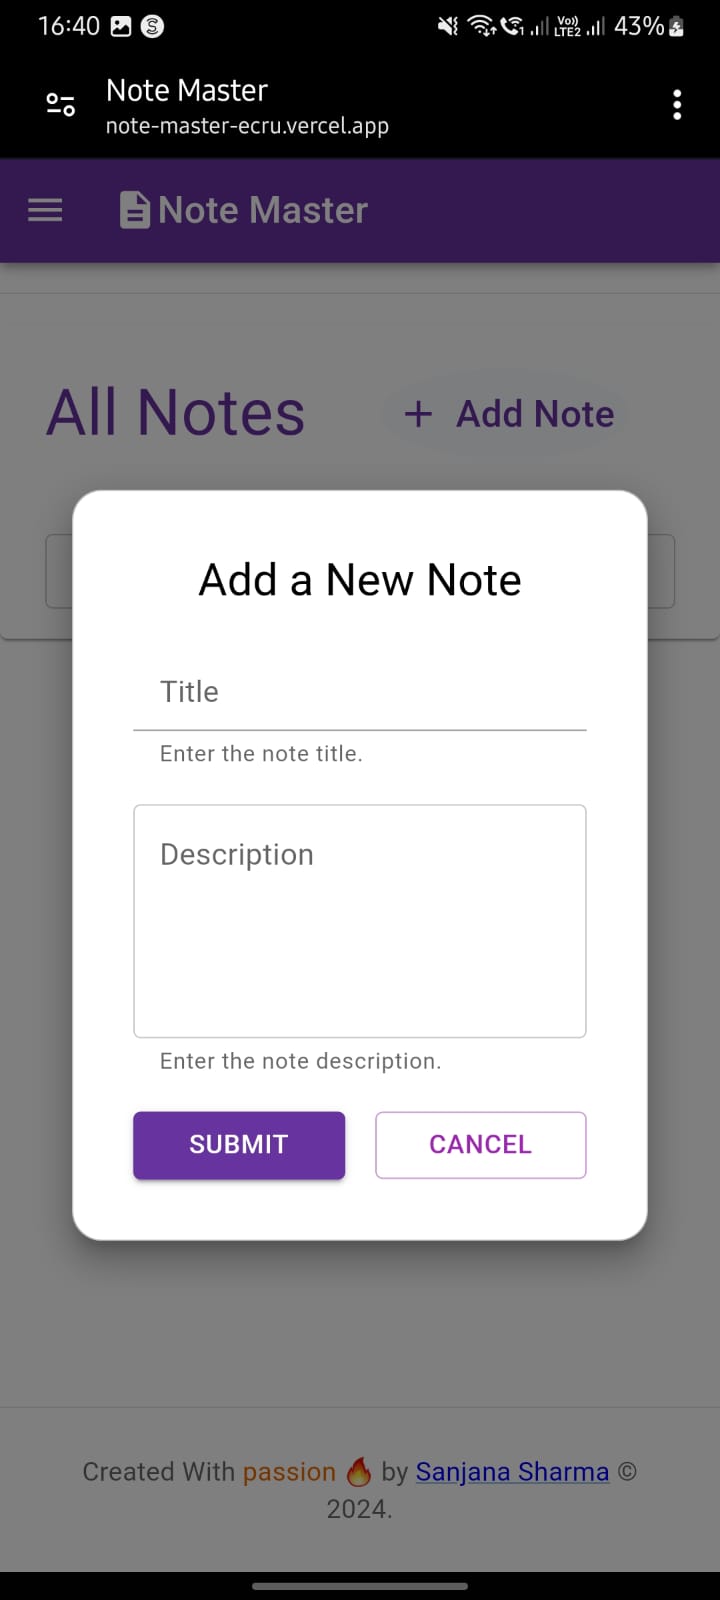 16:40
Vo))
LTE2
43%
Note Master
note-master-ecru.vercel.app
Note Master
All Notes
+ Add Note
Add a New Note
Title
Enter the note title.
Description
Enter the note description.
SUBMIT
CANCEL
Created With passion 🔥 by Sanjana Sharma ©
2024.